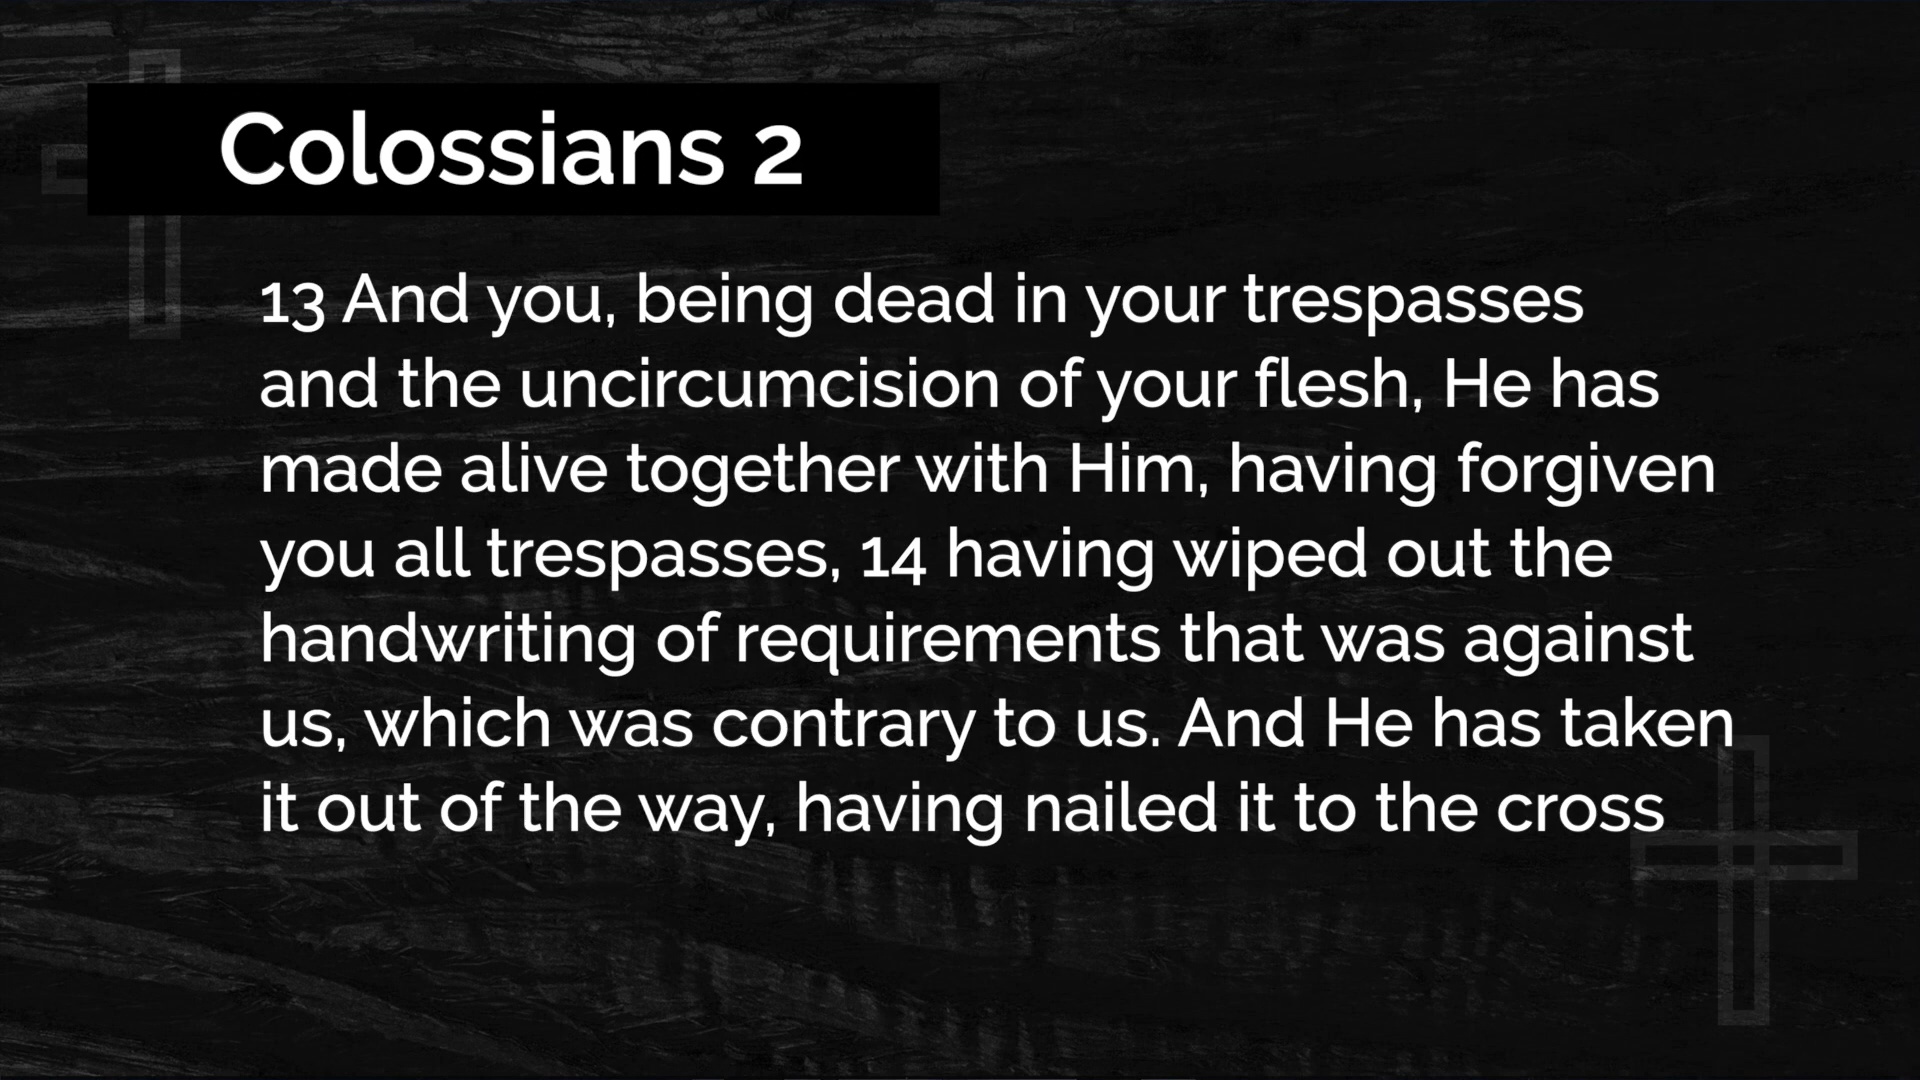 Colossians 2
13 And you, being dead in your trespasses
and the uncircumcision of your flesh, He has
made alive together with Him, having forgiven
you all trespasses, 14 having wiped out the
handwriting of requirements that was against
us, which was contrary to us. And He has taken
it out of the way, having nailed it to the cross